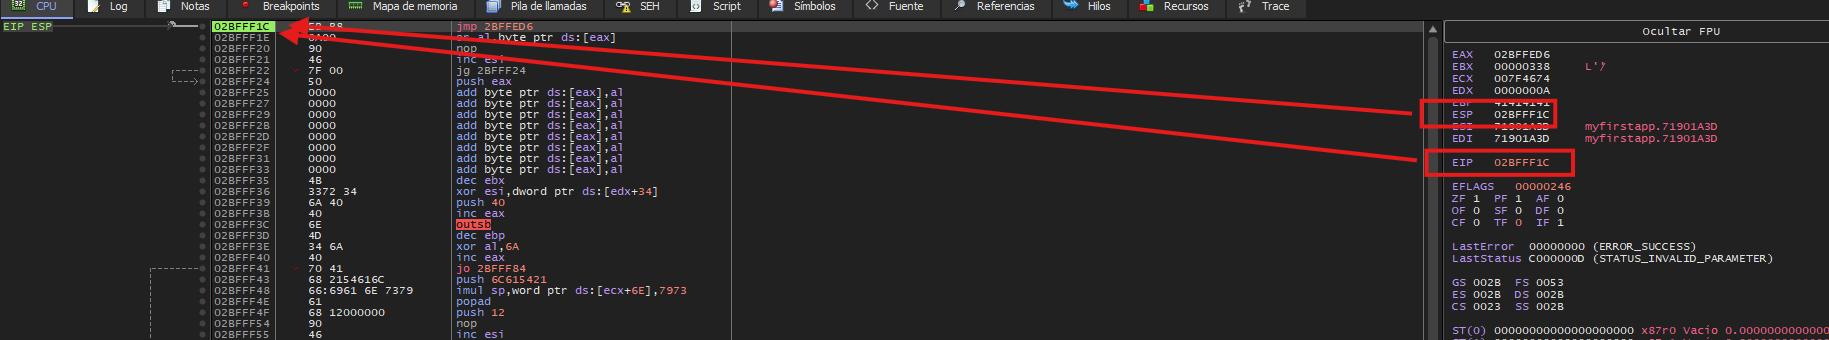 CPU Log Notas Breakpoints Mapa de memoria Pila de llamadas SEH Script Símbolos Fuente Referencias Hilos Recursos Trace
EIP ESP
02BFFF1C EB B8 jmp 2BFFED6
02BFFF1E 0A00 or al,byte ptr ds:[eax]
02BFFF20 90 nop
02BFFF21 46 inc esi
02BFFF22 7F 00 jg 2BFFF24
02BFFF24 50 push eax
02BFFF25 0000 add byte ptr ds:[eax],al
02BFFF27 0000 add byte ptr ds:[eax],al
02BFFF29 0000 add byte ptr ds:[eax],al
02BFFF2B 0000 add byte ptr ds:[eax],al
02BFFF2D 0000 add byte ptr ds:[eax],al
02BFFF2F 0000 add byte ptr ds:[eax],al
02BFFF31 0000 add byte ptr ds:[eax],al
02BFFF33 0000 add byte ptr ds:[eax],al
02BFFF35 4B dec ebx
02BFFF36 3372 34 xor esi,dword ptr ds:[edx+34]
02BFFF39 6A 40 push 40
02BFFF3B 40 inc eax
02BFFF3C 6E outsb
02BFFF3D 4D dec ebp
02BFFF3E 34 6A xor al,6A
02BFFF40 40 inc eax
02BFFF41 70 41 jo 2BFFF84
02BFFF43 68 2154616C push 6C615421
02BFFF48 66:6961 6E 7379 imul sp,word ptr ds:[ecx+6E],7973
02BFFF4E 61 popad
02BFFF4F 68 12000000 push 12
02BFFF54 90 nop
02BFFF55 46 inc esi
Ocultar FPU
EAX 02BFFED6
EBX 00000338
ECX 007F4674
EDX 0000000A
EBP 41414141
ESP 02BFFF1C
ESI 71901A3D myfirstapp.71901A3D
EDI 71901A3D myfirstapp.71901A3D
EIP 02BFFF1C
EFLAGS 00000246
ZF 1 PF 1 AF 0
OF 0 SF 0 DF 0
CF 0 TF 0 IF 1
LastError 00000000 (ERROR_SUCCESS)
LastStatus C000000D (STATUS_INVALID_PARAMETER)
GS 002B FS 0053
ES 002B DS 002B
CS 0023 SS 002B
ST(0) 00000000000000000000 x87r0 Vacío 0.000000000000